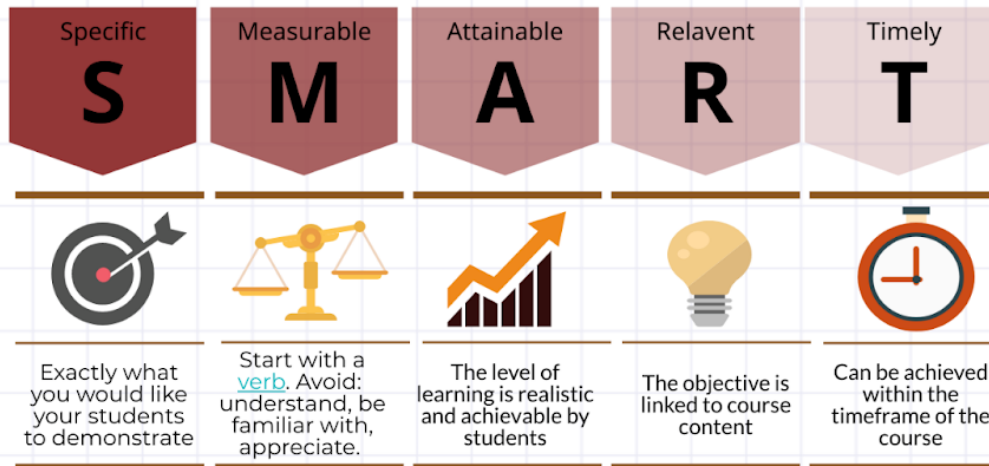 Specific
S
Measurable
M
Attainable
A
Relavent
R
Timely
T
Exactly what
you would like
your students
to demonstrate
Start with a
verb. Avoid:
understand, be
familiar with,
appreciate.
The level of
learning is realistic
and achievable by
students
The objective is
linked to course
content
Can be achieved
within the
timeframe of the
course